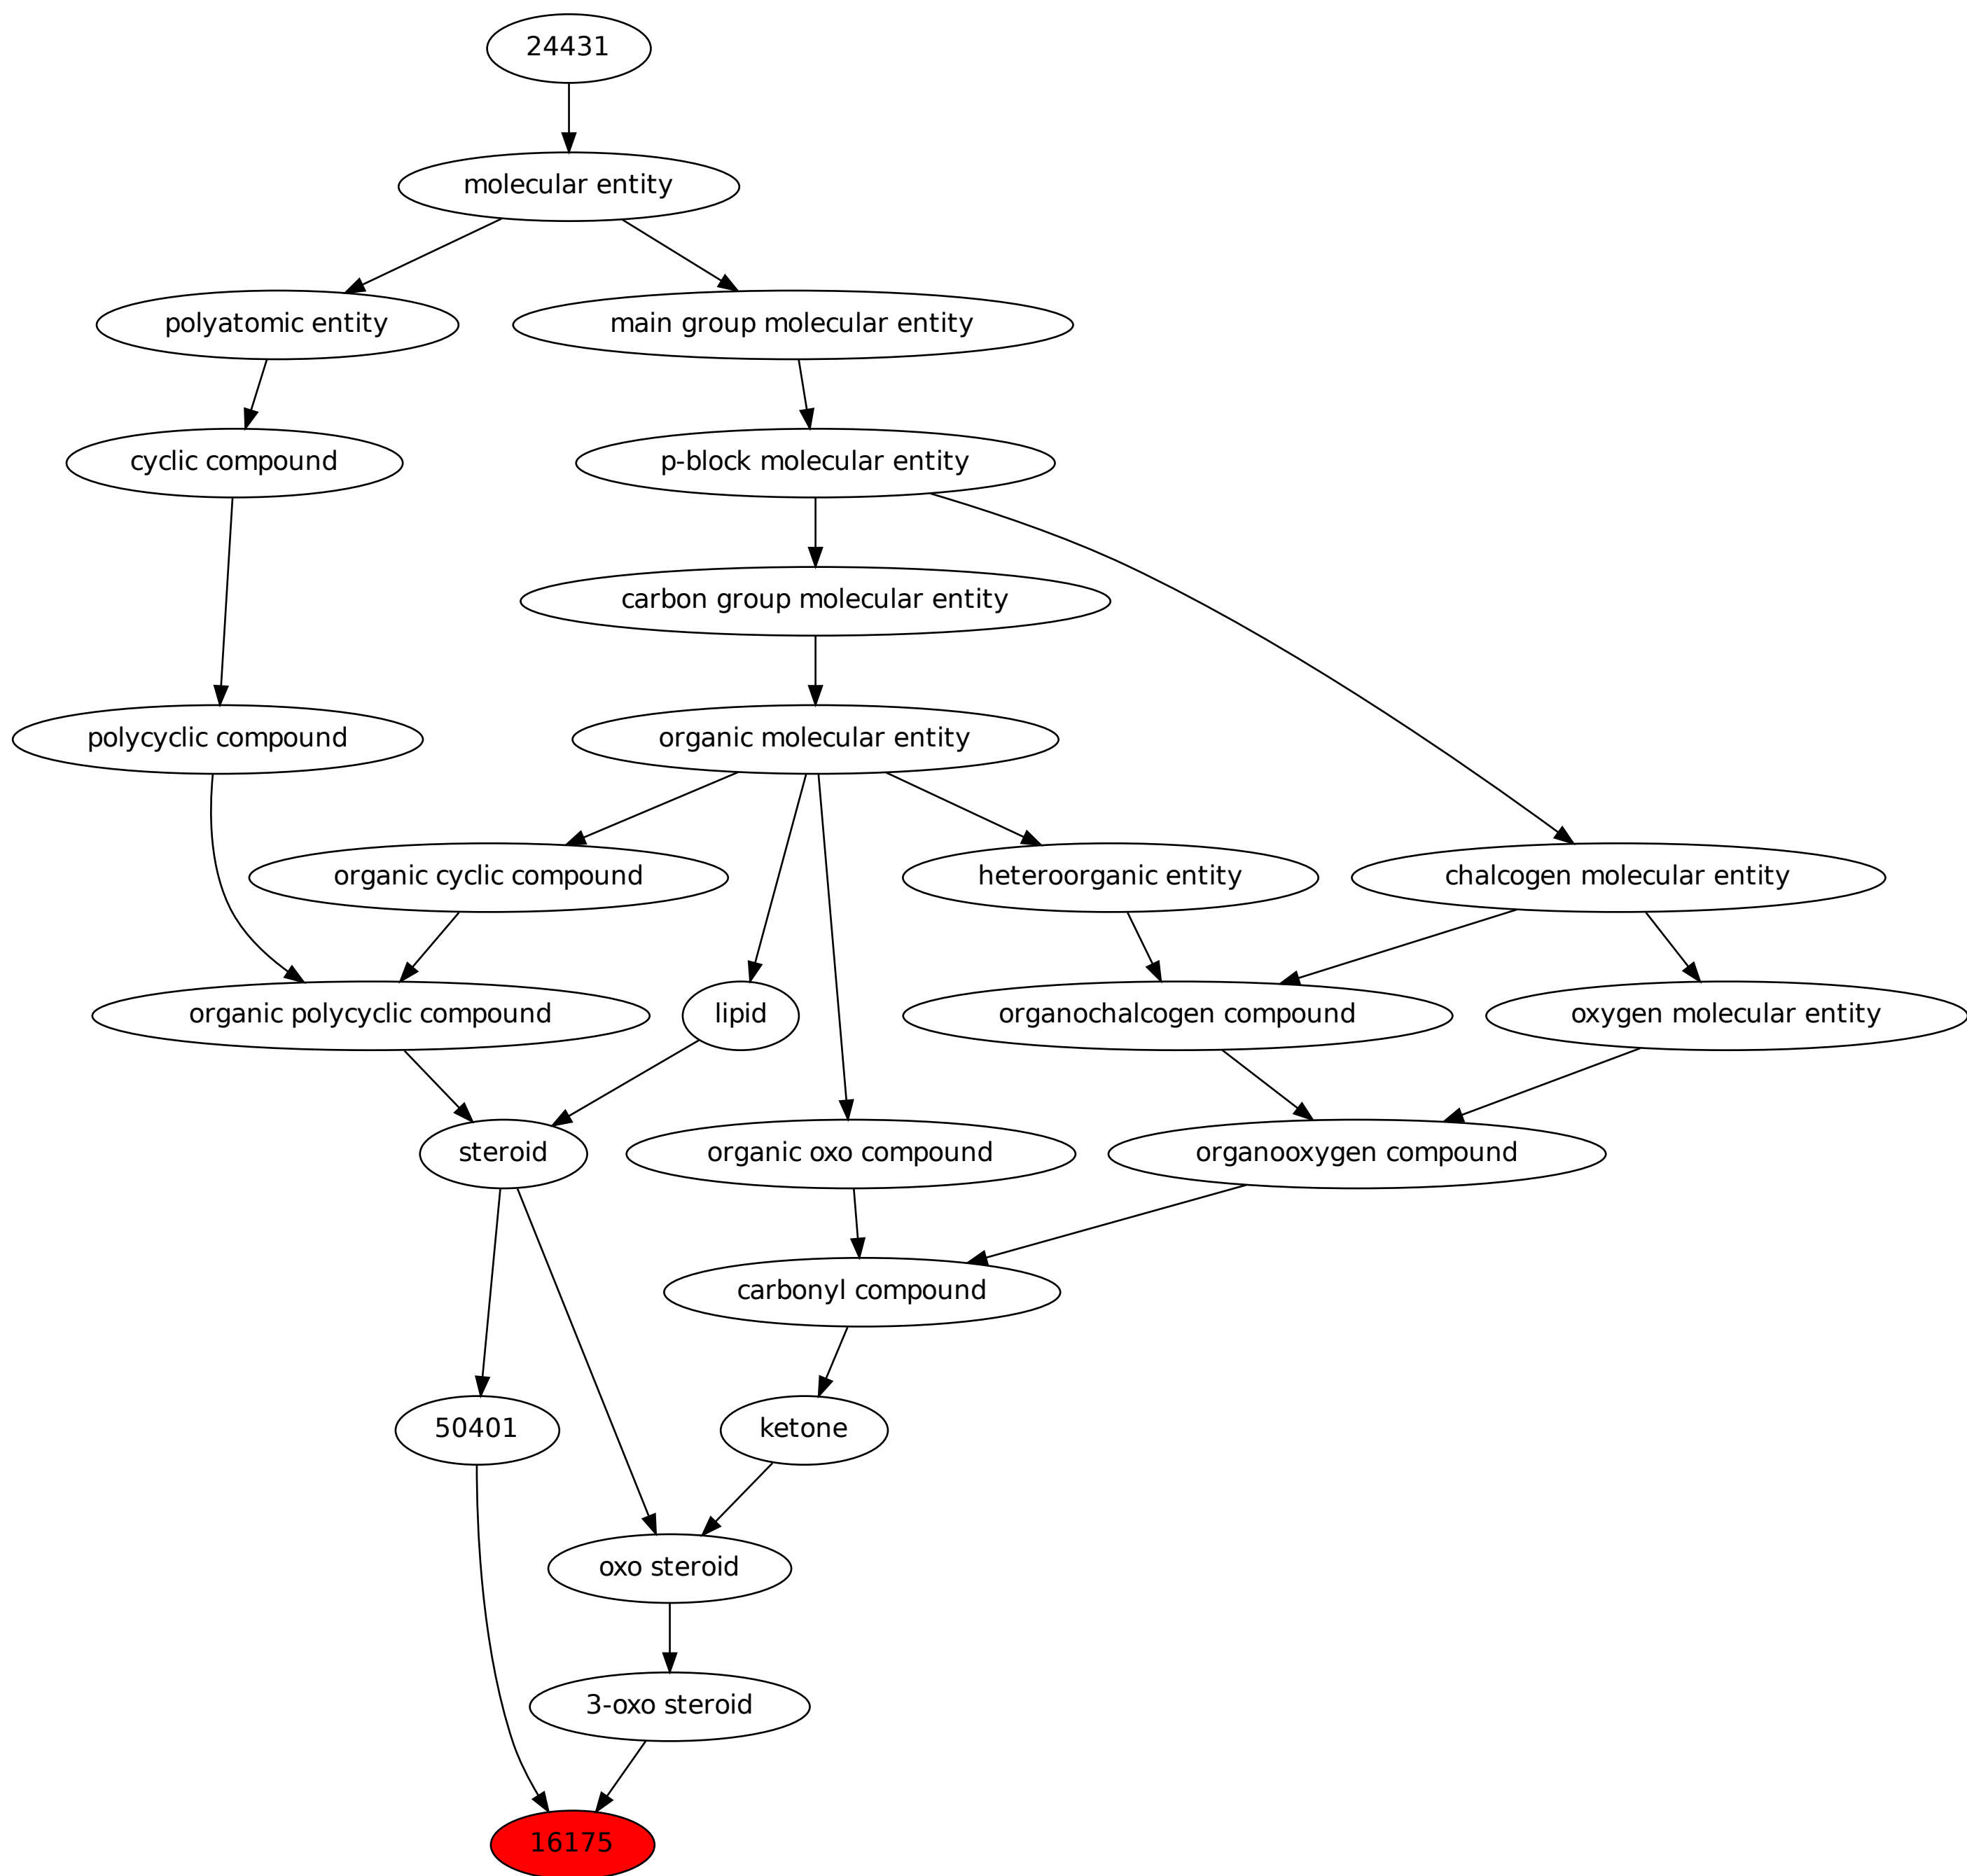 24431
molecular entity
polyatomic entity
main group molecular entity
cyclic compound
p-block molecular entity
carbon group molecular entity
polycyclic compound
organic molecular entity
organic cyclic compound
heteroorganic entity
chalcogen molecular entity
organic polycyclic compound
lipid
organochalcogen compound
oxygen molecular entity
steroid
organic oxo compound
organooxygen compound
carbonyl compound
50401
ketone
oxo steroid
3-oxo steroid
16175